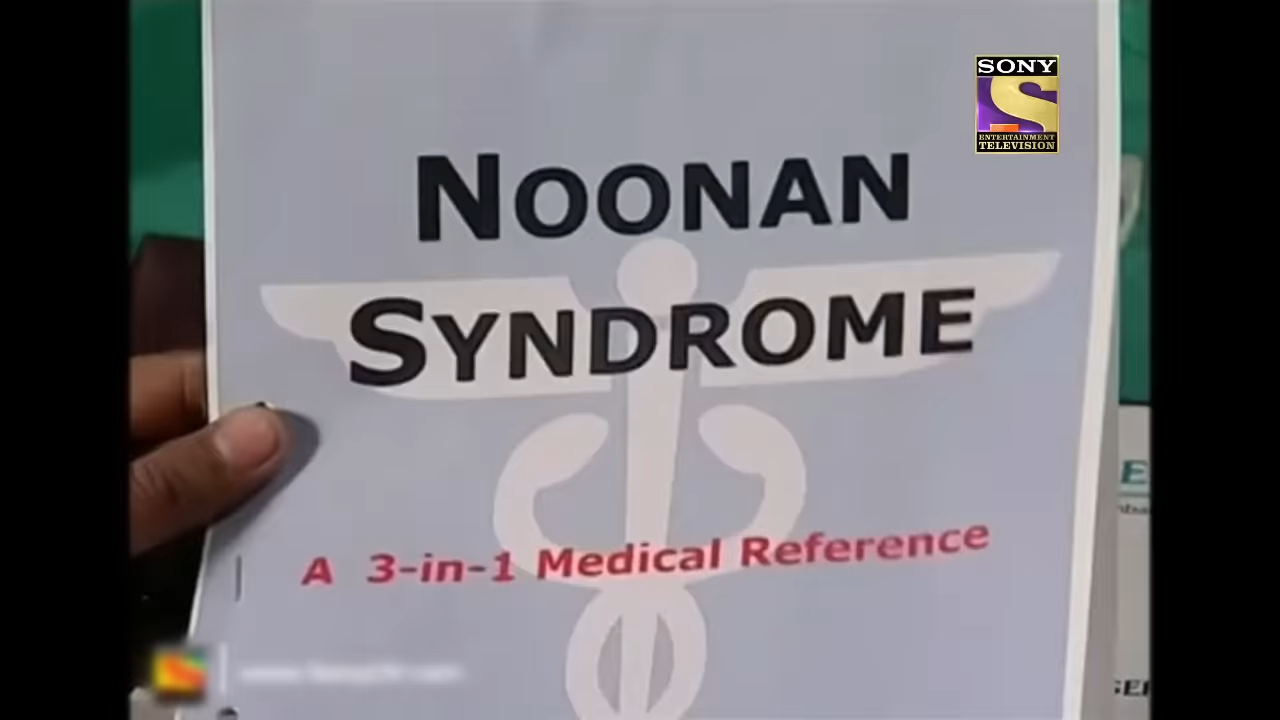 SONY
ENTERTAINMENT
TELEVISION
NOONAN
SYNDROME
A 3-in-1 Medical Reference